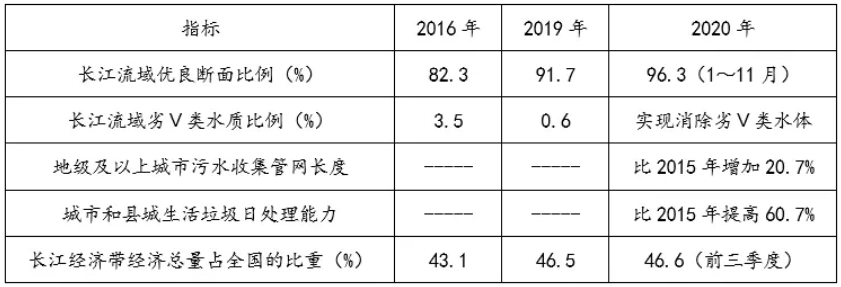 指标 2016 年 2019 年 2020 年
长江流域优良断面比例（%） 82.3 91.7 96.3（1～11 月）
长江流域劣Ⅴ类水质比例（%） 3.5 0.6 实现消除劣Ⅴ类水体
地级及以上城市污水收集管网长度 ----- ----- 比 2015 年增加 20.7%
城市和县城生活垃圾日处理能力 ----- ----- 比 2015 年提高 60.7%
长江经济带经济总量占全国的比重（%） 43.1 46.5 46.6（前三季度）